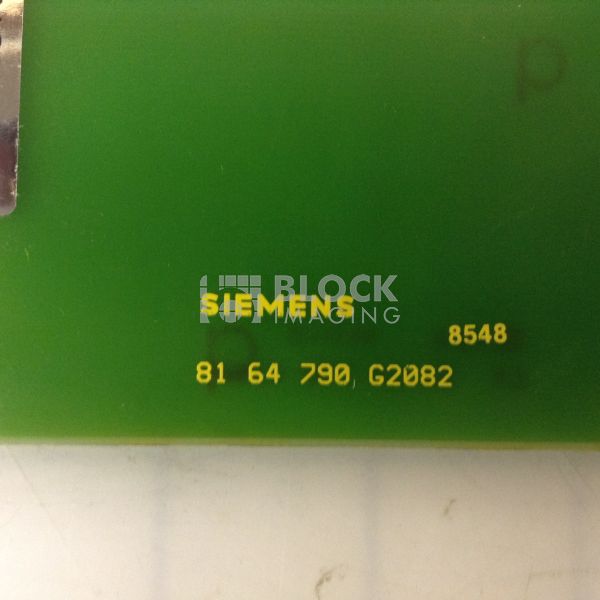 BLOCK
IMAGING
SIEMENS
8548
81 64 790 G2082